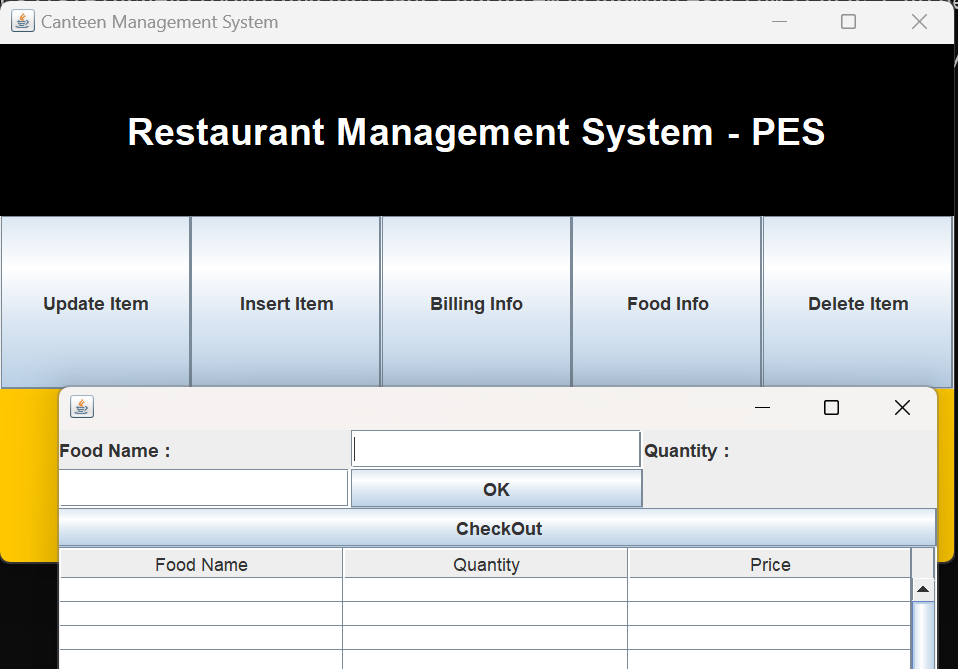 Canteen Management System
Restaurant Management System - PES
Update Item Insert Item Billing Info Food Info Delete Item
Food Name : Quantity :
OK
CheckOut
Food Name Quantity Price